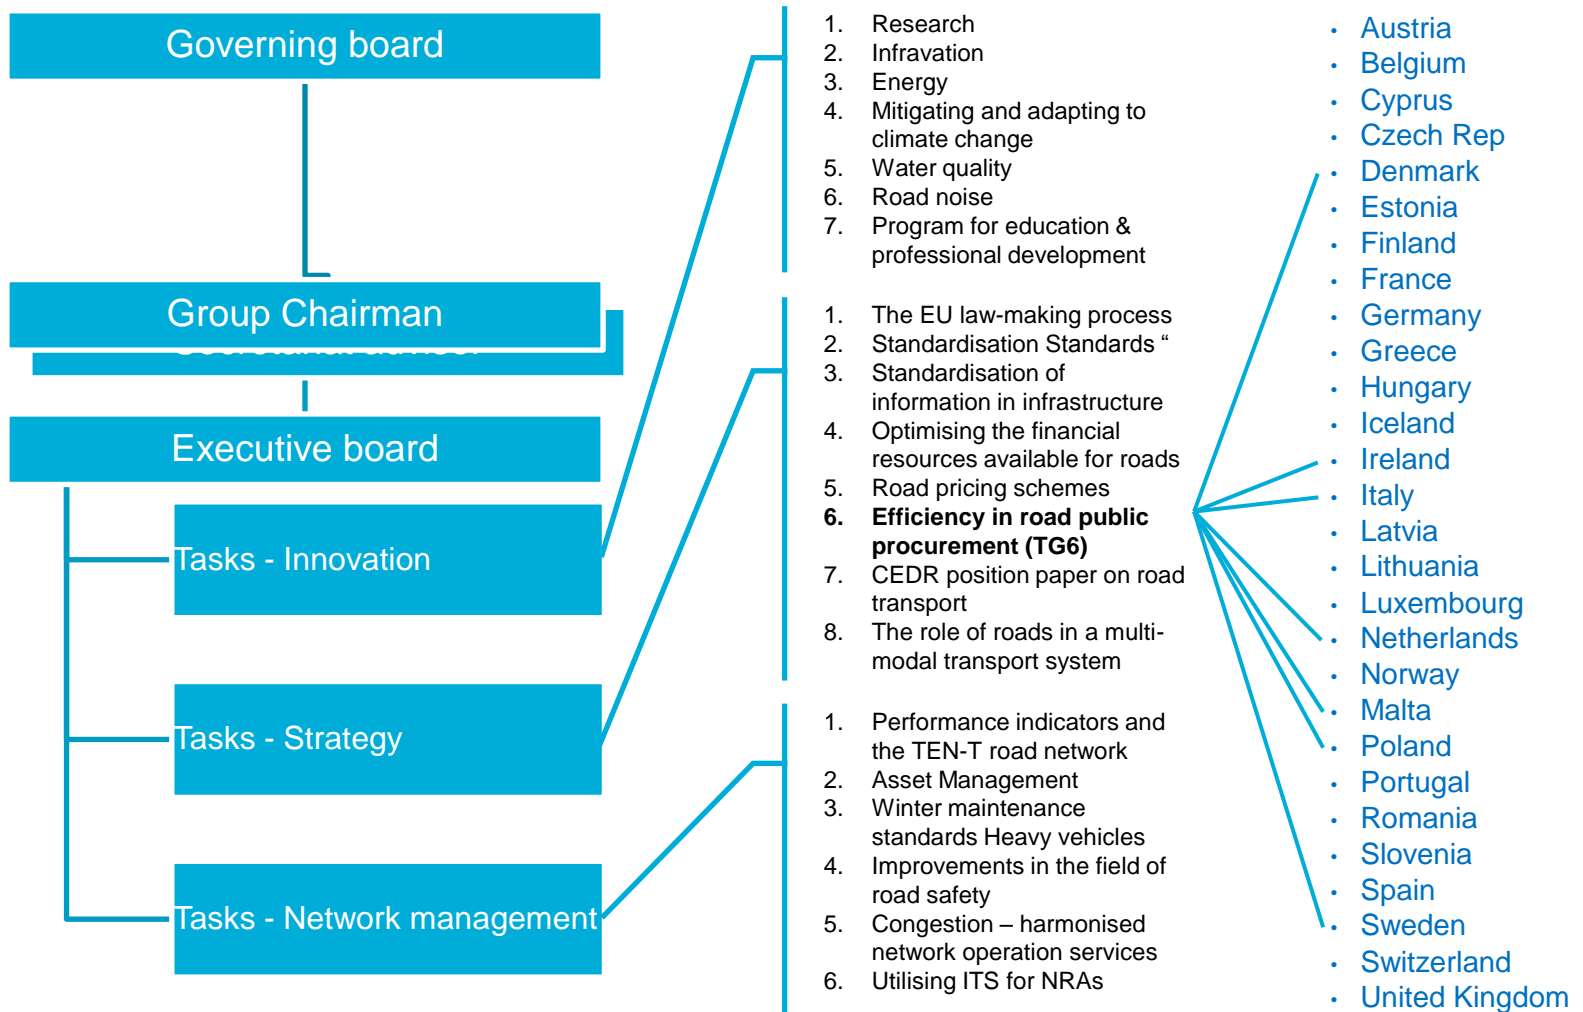 Governing board
Group Chairman
Executive board
Tasks - Innovation
Tasks - Strategy
Tasks - Network management
1. Research
2. Infravation
3. Energy
4. Mitigating and adapting to
climate change
5. Water quality
6. Road noise
7. Program for education &
professional development
1. The EU law-making process
2. Standardisation Standards “
3. Standardisation of
information in infrastructure
4. Optimising the financial
resources available for roads
5. Road pricing schemes
6. Efficiency in road public
procurement (TG6)
7. CEDR position paper on road
transport
8. The role of roads in a multi-
modal transport system
1. Performance indicators and
the TEN-T road network
2. Asset Management
3. Winter maintenance
standards Heavy vehicles
4. Improvements in the field of
road safety
5. Congestion – harmonised
network operation services
6. Utilising ITS for NRAs
• Austria
• Belgium
• Cyprus
• Czech Rep
• Denmark
• Estonia
• Finland
• France
• Germany
• Greece
• Hungary
• Iceland
• Ireland
• Italy
• Latvia
• Lithuania
• Luxembourg
• Netherlands
• Norway
• Malta
• Poland
• Portugal
• Romania
• Slovenia
• Spain
• Sweden
• Switzerland
• United Kingdom